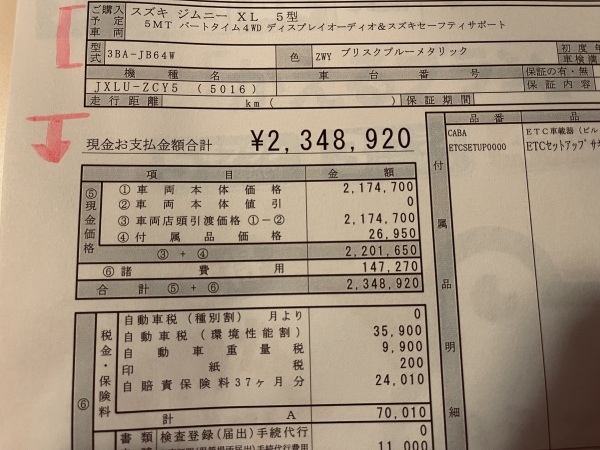 ご購入
予定
車両
スズキ ジムニー XL 5型
5MT パートタイム4WD ディスプレイオーディオ&スズキセーフティサポート
型式 3BA-JB64W 色 ZWY ブリスクブルーメタリック 初度年
車検満
機種名 車台番号 保証の有・無
JXLU-ZCY5 (5016) 保証内容
走行距離 km ( ) 保証期間
現金お支払金額合計 ¥2,348,920
項目 金額
⑤現金価格
①車両本体価格 2,174,700
②車両本体値引 0
③車両店頭引渡価格 ①-② 2,174,700
④付属品価格 26,950
③+④ 2,201,650
⑥諸費用 147,270
合計 ⑤+⑥ 2,348,920
付属品明細
品番 品
CABA ETC車載器(ビル
ETCSETUP0000 ETCセットアップサ
⑥
税金・保険料
自動車税(種別割) 月より 0
自動車税(環境性能割) 35,900
自動車重量税 9,900
印紙税 200
自賠責保険料37ヶ月分 24,010
計 A 70,010
書類 検査登録(届出)手続代行 0
11,000